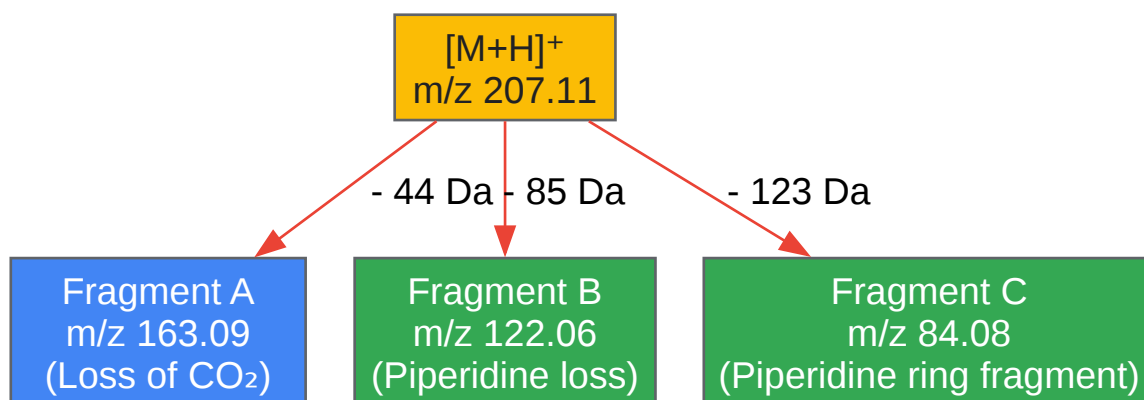 [M+H]⁺
m/z 207.11
- 44 Da
- 85 Da
- 123 Da
Fragment A
m/z 163.09
(Loss of CO₂)
Fragment B
m/z 122.06
(Piperidine loss)
Fragment C
m/z 84.08
(Piperidine ring fragment)